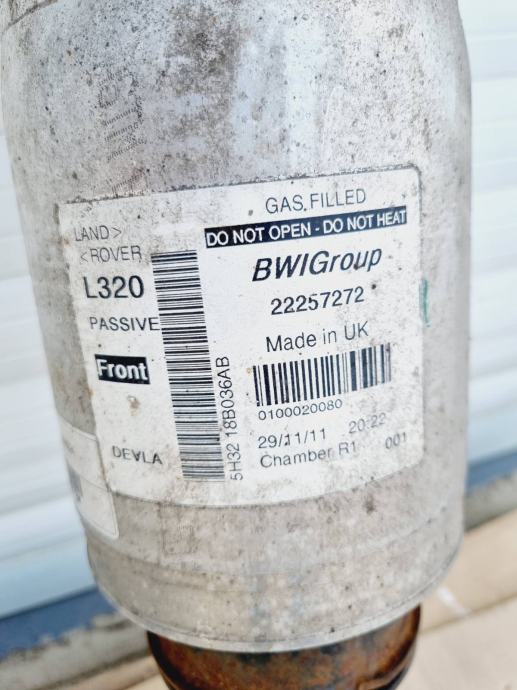 LAND >
< ROVER
L320
PASSIVE
Front
5H32 18B036AB
GAS FILLED
DO NOT OPEN - DO NOT HEAT
BWIGroup
22257272
Made in UK
0100020080
29/11/11 20:22
Chamber R1 001